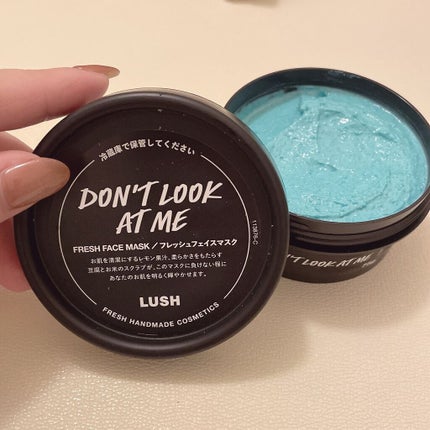 冷蔵庫で保管してください
DON'T LOOK
AT ME
FRESH FACE MASK / フレッシュフェイスマスク
お肌を清潔にするレモン果汁、柔らかさをもたらす
豆腐とお米のスクラブが、このマスクに負けない程に
あなたのお肌を明るく輝やかせます。
LUSH
FRESH HANDMADE COSMETICS
N'T LOOK AT ME